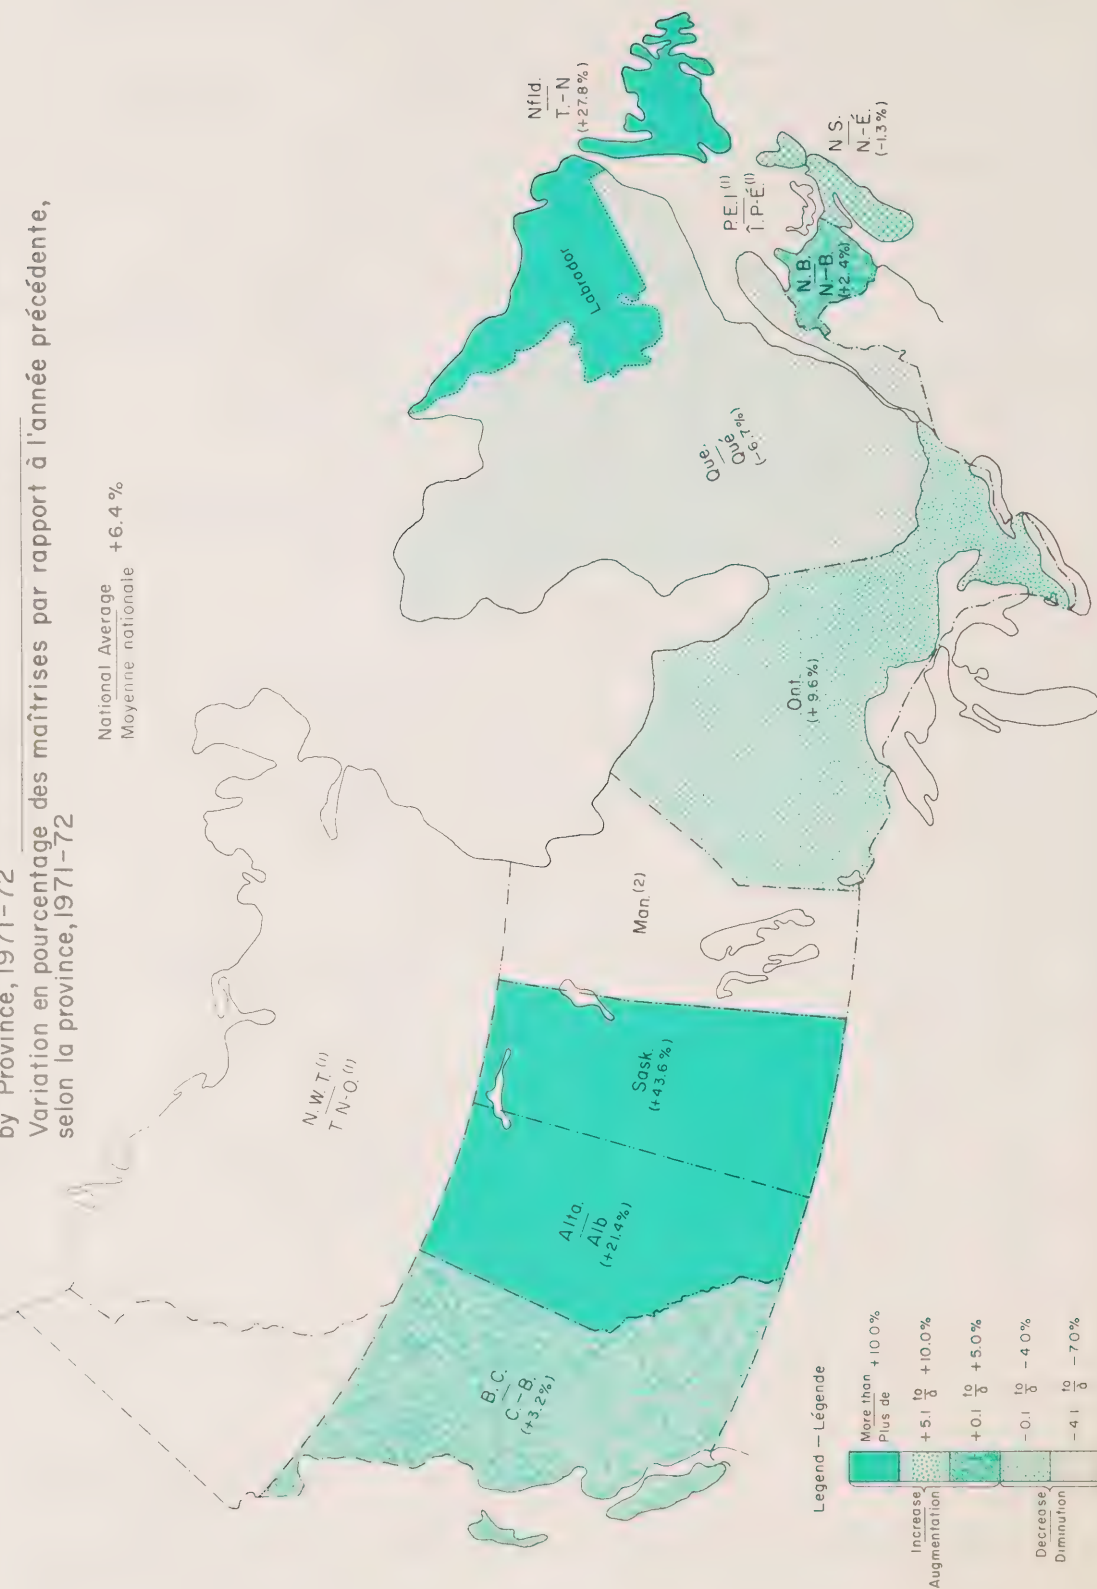 by Province, 1971-72
Variation en pourcentage des maîtrises par rapport à l'année précédente,
selon la province, 1971-72
National Average
Moyenne nationale
+6.4%
Nfld.
T.-N
(+27.8%)
Labrador
P.E.I (1)
Î.P-É. (1)
N S.
N.-É.
(-1.3%)
N.B.
N-B.
(+2.4%)
Que.
Qué
(-6.7%)
Ont.
(+9.6%)
Man. (2)
N.W.T. (1)
T N-O. (1)
Sask.
(+43.6%)
Alta.
Alb
(+21.4%)
B.C.
C.-B.
(+3.2%)
Legend — Légende
More than
Plus de
+10 0%
Increase
Augmentation
+5.1 to à +10.0%
+0.1 to à +5.0%
Decrease
Diminution
-0.1 to à -4 0%
-4 1 to à -7 0%